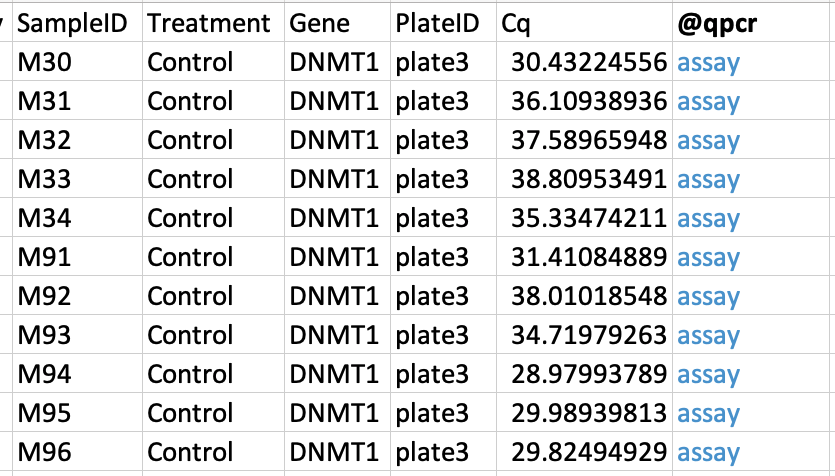 SampleID Treatment Gene PlateID Cq @qpcr
M30 Control DNMT1 plate3 30.43224556 assay
M31 Control DNMT1 plate3 36.10938936 assay
M32 Control DNMT1 plate3 37.58965948 assay
M33 Control DNMT1 plate3 38.80953491 assay
M34 Control DNMT1 plate3 35.33474211 assay
M91 Control DNMT1 plate3 31.41084889 assay
M92 Control DNMT1 plate3 38.01018548 assay
M93 Control DNMT1 plate3 34.71979263 assay
M94 Control DNMT1 plate3 28.97993789 assay
M95 Control DNMT1 plate3 29.98939813 assay
M96 Control DNMT1 plate3 29.82494929 assay